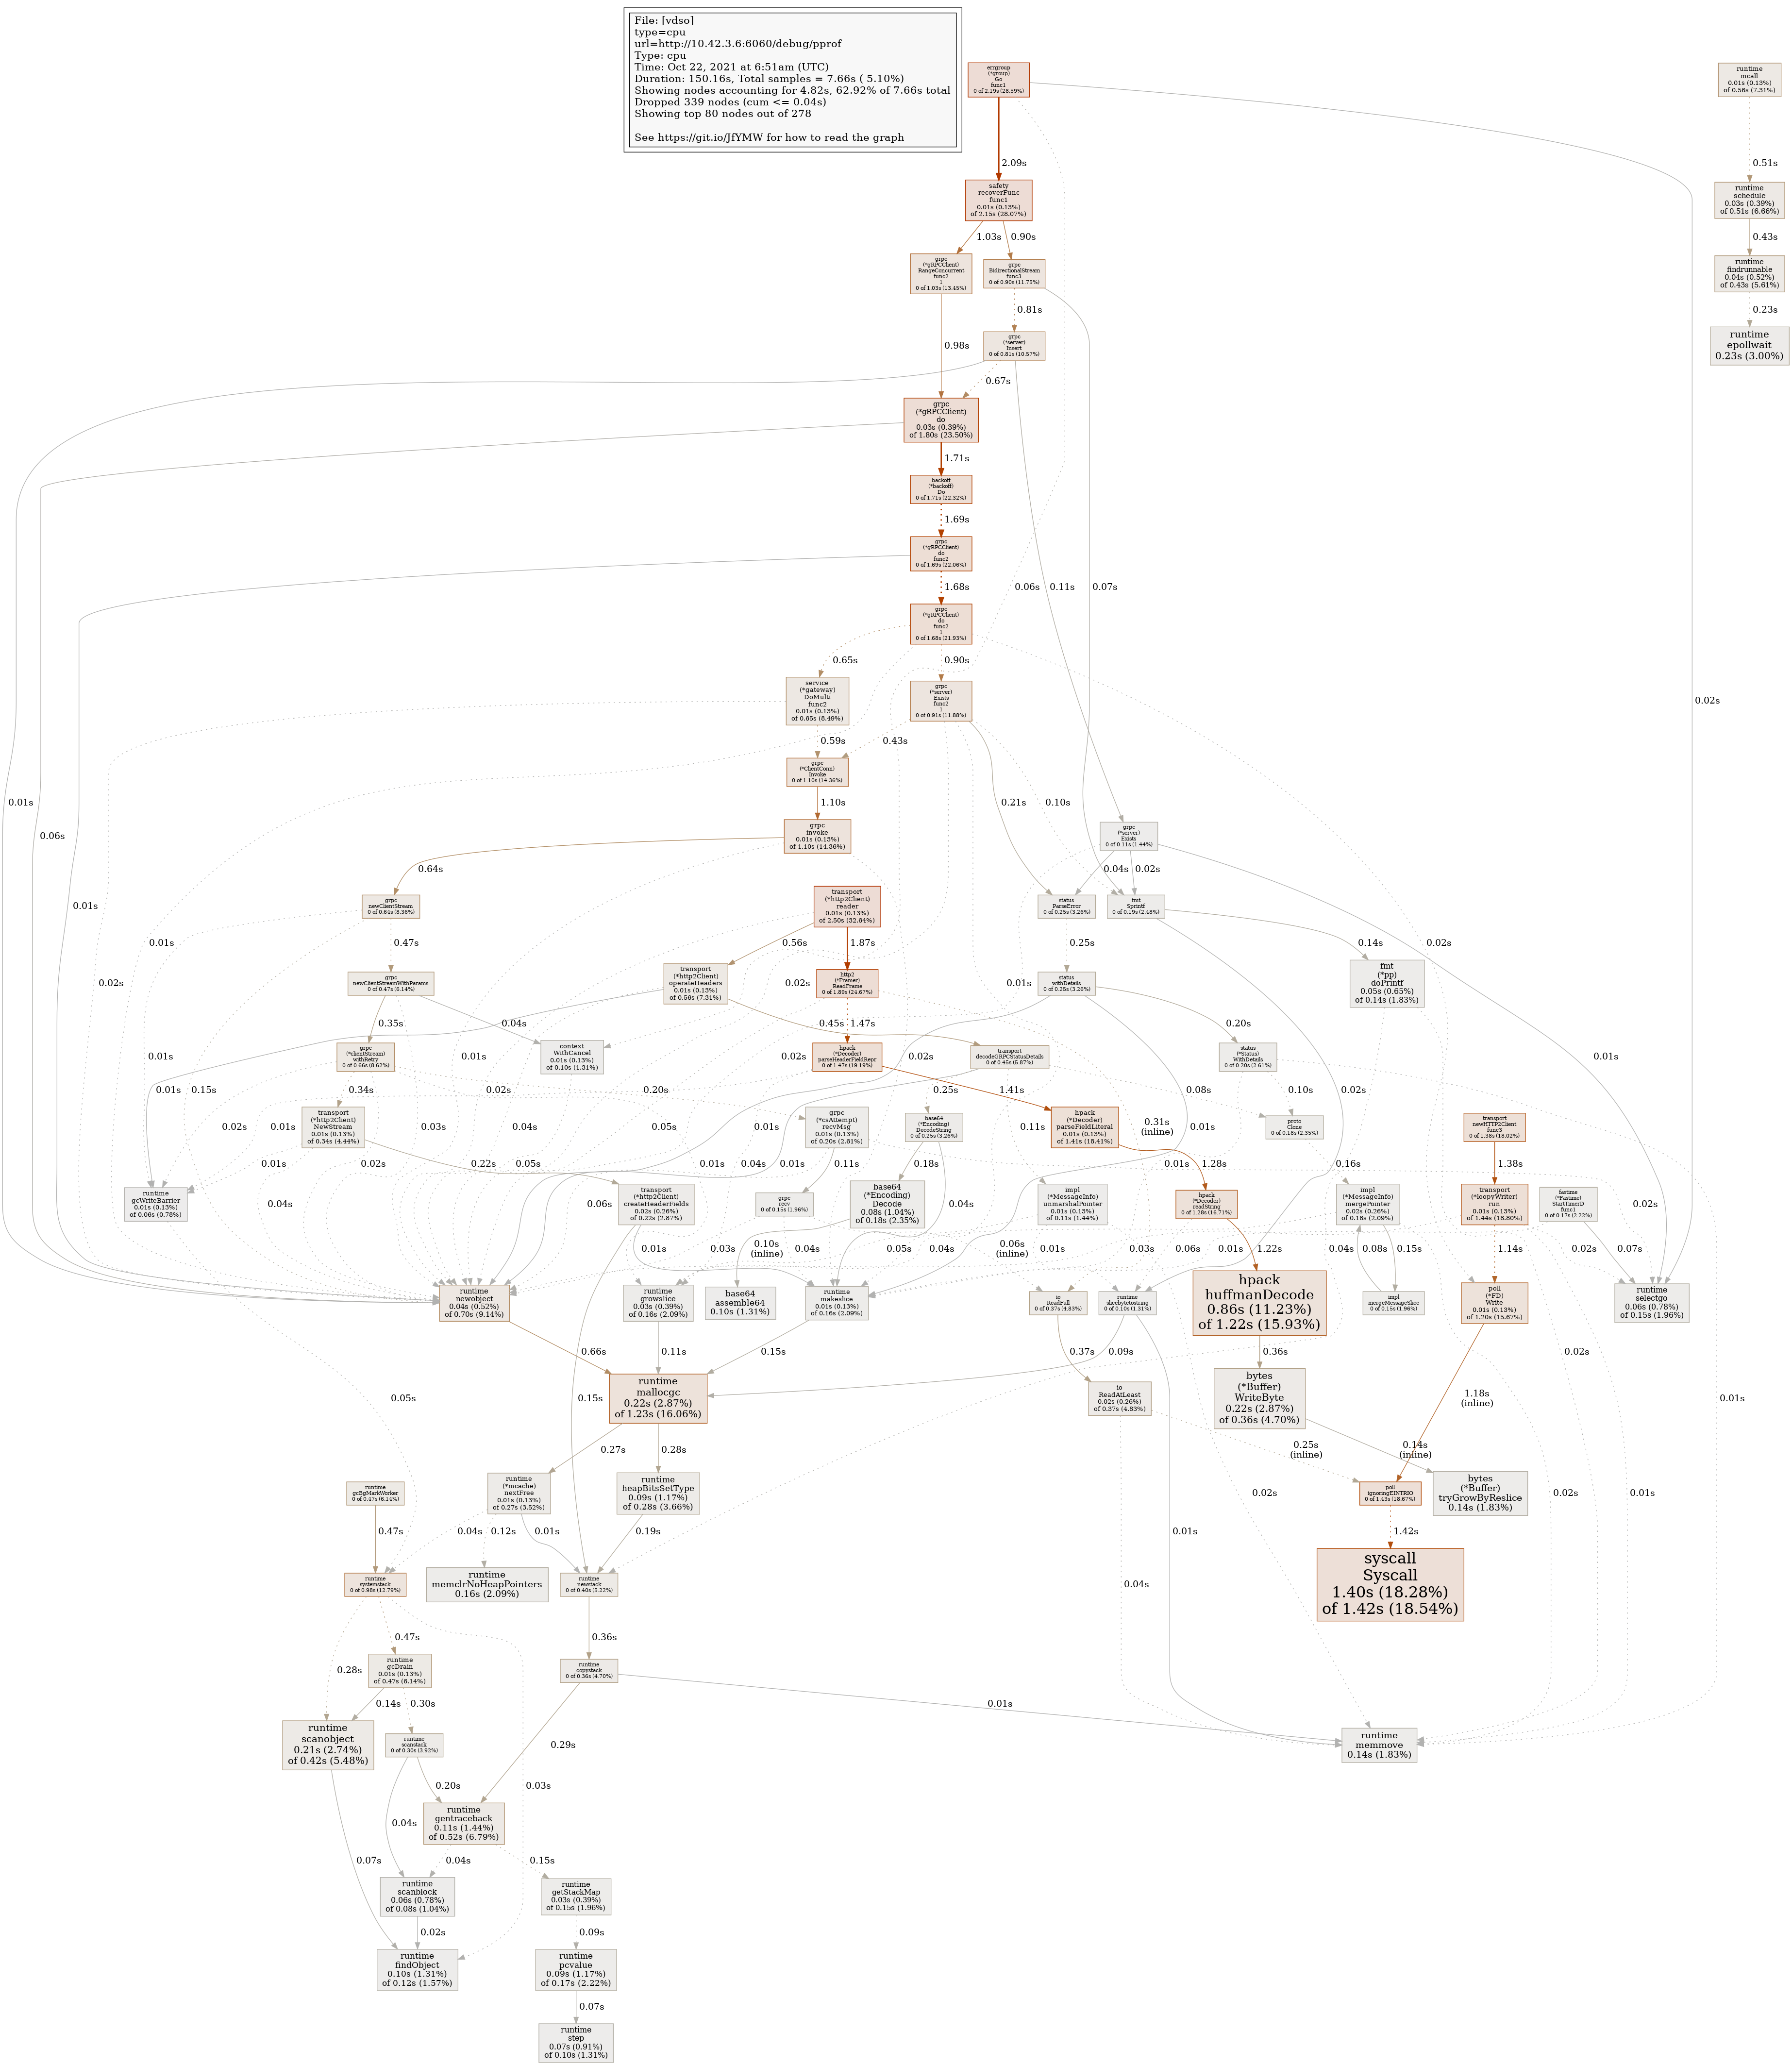 File: [vdso]
type=cpu
url=http://10.42.3.6:6060/debug/pprof
Type: cpu
Time: Oct 22, 2021 at 6:51am (UTC)
Duration: 150.16s, Total samples = 7.66s ( 5.10%)
Showing nodes accounting for 4.82s, 62.92% of 7.66s total
Dropped 339 nodes (cum <= 0.04s)
Showing top 80 nodes out of 278
See https://git.io/JfYMW for how to read the graph
errgroup
(*group)
Go
func1
0 of 2.19s (28.59%)
runtime
mcall
0.01s (0.13%)
of 0.56s (7.31%)
2.09s
0.51s
safety
recoverFunc
func1
0.01s (0.13%)
of 2.15s (28.07%)
runtime
schedule
0.03s (0.39%)
of 0.51s (6.66%)
1.03s
0.90s
0.43s
grpc
(*gRPCClient)
RangeConcurrent
func2
1
0 of 1.03s (13.45%)
grpc
BidirectionalStream
func3
0 of 0.90s (11.75%)
runtime
findrunnable
0.04s (0.52%)
of 0.43s (5.61%)
0.81s
0.23s
grpc
(*server)
Insert
0 of 0.81s (10.57%)
runtime
epollwait
0.23s (3.00%)
0.98s
0.67s
grpc
(*gRPCClient)
do
0.03s (0.39%)
of 1.80s (23.50%)
1.71s
backoff
(*backoff)
Do
0 of 1.71s (22.32%)
1.69s
grpc
(*gRPCClient)
do
func2
0 of 1.69s (22.06%)
1.68s
0.06s
0.11s
0.07s
grpc
(*gRPCClient)
do
func2
1
0 of 1.68s (21.93%)
0.65s
0.90s
service
(*gateway)
DoMulti
func2
0.01s (0.13%)
of 0.65s (8.49%)
grpc
(*server)
Exists
func2
1
0 of 0.91s (11.88%)
0.02s
0.59s
0.43s
grpc
(*ClientConn)
Invoke
0 of 1.10s (14.36%)
0.01s
1.10s
0.21s
0.10s
0.06s
grpc
invoke
0.01s (0.13%)
of 1.10s (14.36%)
grpc
(*server)
Exists
0 of 0.11s (1.44%)
0.64s
0.04s
0.02s
grpc
newClientStream
0 of 0.64s (8.36%)
transport
(*http2Client)
reader
0.01s (0.13%)
of 2.50s (32.64%)
status
ParseError
0 of 0.25s (3.26%)
fmt
Sprintf
0 of 0.19s (2.48%)
0.01s
0.01s
0.47s
0.56s
1.87s
0.25s
0.14s
0.02s
0.02s
grpc
newClientStreamWithParams
0 of 0.47s (6.14%)
transport
(*http2Client)
operateHeaders
0.01s (0.13%)
of 0.56s (7.31%)
http2
(*Framer)
ReadFrame
0 of 1.89s (24.67%)
0.02s
0.01s
status
withDetails
0 of 0.25s (3.26%)
fmt
(*pp)
doPrintf
0.05s (0.65%)
of 0.14s (1.83%)
0.35s
0.04s
0.45s
1.47s
0.20s
grpc
(*clientStream)
withRetry
0 of 0.66s (8.62%)
context
WithCancel
0.01s (0.13%)
of 0.10s (1.31%)
hpack
(*Decoder)
parseHeaderFieldRepr
0 of 1.47s (19.19%)
transport
decodeGRPCStatusDetails
0 of 0.45s (5.87%)
status
(*Status)
WithDetails
0 of 0.20s (2.61%)
0.01s
0.01s
0.02s
0.02s
0.01s
0.15s
0.34s
0.02s
0.20s
0.25s
1.41s
0.08s
0.10s
0.02s
transport
(*http2Client)
NewStream
0.01s (0.13%)
of 0.34s (4.44%)
grpc
(*csAttempt)
recvMsg
0.01s (0.13%)
of 0.20s (2.61%)
base64
(*Encoding)
DecodeString
0 of 0.25s (3.26%)
hpack
(*Decoder)
parseFieldLiteral
0.01s (0.13%)
of 1.41s (18.41%)
proto
Clone
0 of 0.18s (2.35%)
transport
newHTTP2Client
func3
0 of 1.38s (18.02%)
0.02s
0.01s
0.03s
0.04s
0.05s
0.01s
0.11s
0.31s
(inline)
0.01s
0.01s
0.02s
0.22s
0.05s
0.01s
0.04s
0.01s
0.11s
0.18s
0.01s
1.28s
0.16s
1.38s
runtime
gcWriteBarrier
0.01s (0.13%)
of 0.06s (0.78%)
transport
(*http2Client)
createHeaderFields
0.02s (0.26%)
of 0.22s (2.87%)
grpc
recv
0 of 0.15s (1.96%)
base64
(*Encoding)
Decode
0.08s (1.04%)
of 0.18s (2.35%)
impl
(*MessageInfo)
unmarshalPointer
0.01s (0.13%)
of 0.11s (1.44%)
hpack
(*Decoder)
readString
0 of 1.28s (16.71%)
impl
(*MessageInfo)
mergePointer
0.02s (0.26%)
of 0.16s (2.09%)
transport
(*loopyWriter)
run
0.01s (0.13%)
of 1.44s (18.80%)
fastime
(*Fastime)
StartTimerD
func1
0 of 0.17s (2.22%)
0.04s
0.06s
0.04s
0.02s
0.01s
0.03s
0.10s
(inline)
0.04s
0.05s
0.04s
0.06s
(inline)
0.01s
0.03s
0.06s
1.22s
0.01s
0.04s
0.08s
0.15s
1.14s
0.02s
0.07s
runtime
newobject
0.04s (0.52%)
of 0.70s (9.14%)
runtime
growslice
0.03s (0.39%)
of 0.16s (2.09%)
base64
assemble64
0.10s (1.31%)
runtime
makeslice
0.01s (0.13%)
of 0.16s (2.09%)
io
ReadFull
0 of 0.37s (4.83%)
runtime
slicebytetostring
0 of 0.10s (1.31%)
hpack
huffmanDecode
0.86s (11.23%)
of 1.22s (15.93%)
impl
mergeMessageSlice
0 of 0.15s (1.96%)
poll
(*FD)
Write
0.01s (0.13%)
of 1.20s (15.67%)
runtime
selectgo
0.06s (0.78%)
of 0.15s (1.96%)
0.66s
0.11s
0.15s
0.37s
0.09s
0.36s
0.02s
runtime
mallocgc
0.22s (2.87%)
of 1.23s (16.06%)
io
ReadAtLeast
0.02s (0.26%)
of 0.37s (4.83%)
bytes
(*Buffer)
WriteByte
0.22s (2.87%)
of 0.36s (4.70%)
0.05s
0.15s
1.18s
(inline)
0.01s
0.27s
0.28s
0.25s
(inline)
0.14s
(inline)
runtime
gcBgMarkWorker
0 of 0.47s (6.14%)
runtime
(*mcache)
nextFree
0.01s (0.13%)
of 0.27s (3.52%)
runtime
heapBitsSetType
0.09s (1.17%)
of 0.28s (3.66%)
poll
ignoringEINTRIO
0 of 1.43s (18.67%)
bytes
(*Buffer)
tryGrowByReslice
0.14s (1.83%)
0.02s
0.02s
0.01s
0.47s
0.04s
0.12s
0.01s
0.19s
0.01s
1.42s
runtime
systemstack
0 of 0.98s (12.79%)
runtime
memclrNoHeapPointers
0.16s (2.09%)
runtime
newstack
0 of 0.40s (5.22%)
0.04s
syscall
Syscall
1.40s (18.28%)
of 1.42s (18.54%)
0.47s
0.36s
0.28s
runtime
gcDrain
0.01s (0.13%)
of 0.47s (6.14%)
runtime
copystack
0 of 0.36s (4.70%)
0.14s
0.30s
0.01s
runtime
scanobject
0.21s (2.74%)
of 0.42s (5.48%)
runtime
scanstack
0 of 0.30s (3.92%)
0.29s
runtime
memmove
0.14s (1.83%)
0.20s
0.03s
0.04s
runtime
gentraceback
0.11s (1.44%)
of 0.52s (6.79%)
0.07s
0.04s
0.15s
runtime
scanblock
0.06s (0.78%)
of 0.08s (1.04%)
runtime
getStackMap
0.03s (0.39%)
of 0.15s (1.96%)
0.02s
0.09s
runtime
findObject
0.10s (1.31%)
of 0.12s (1.57%)
runtime
pcvalue
0.09s (1.17%)
of 0.17s (2.22%)
0.07s
runtime
step
0.07s (0.91%)
of 0.10s (1.31%)